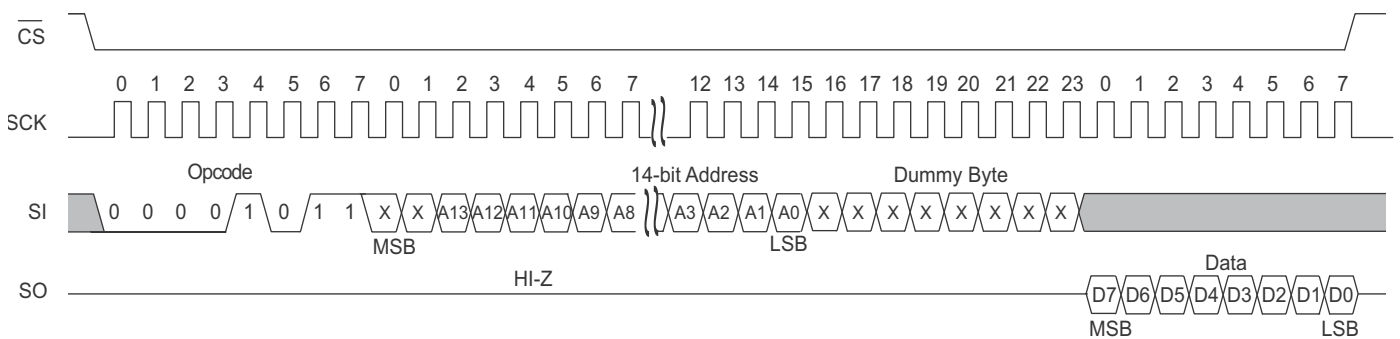 CS
0 1 2 3 4 5 6 7 0 1 2 3 4 5 6 7 12 13 14 15 16 17 18 19 20 21 22 23 0 1 2 3 4 5 6 7
SCK
Opcode 14-bit Address Dummy Byte
SI 0 0 0 0 1 0 1 1 X X A13 A12 A11 A10 A9 A8 A3 A2 A1 A0 X X X X X X X X
MSB LSB
HI-Z Data
SO D7 D6 D5 D4 D3 D2 D1 D0
MSB LSB